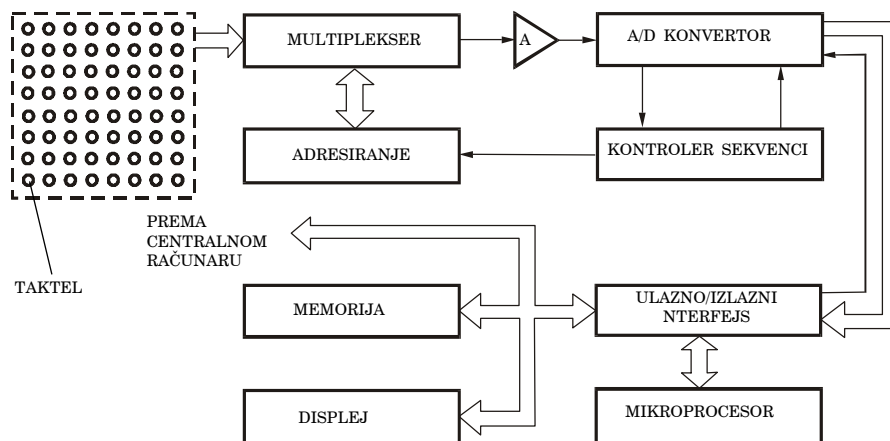 MULTIPLEKSER
A
A/D KONVERTOR
ADRESIRANJE
KONTROLER SEKVENCI
PREMA
CENTRALNOM
RAČUNARU
TAKTEL
MEMORIJA
ULAZNO/IZLAZNI
NTERFEJS
DISPLEJ
MIKROPROCESOR